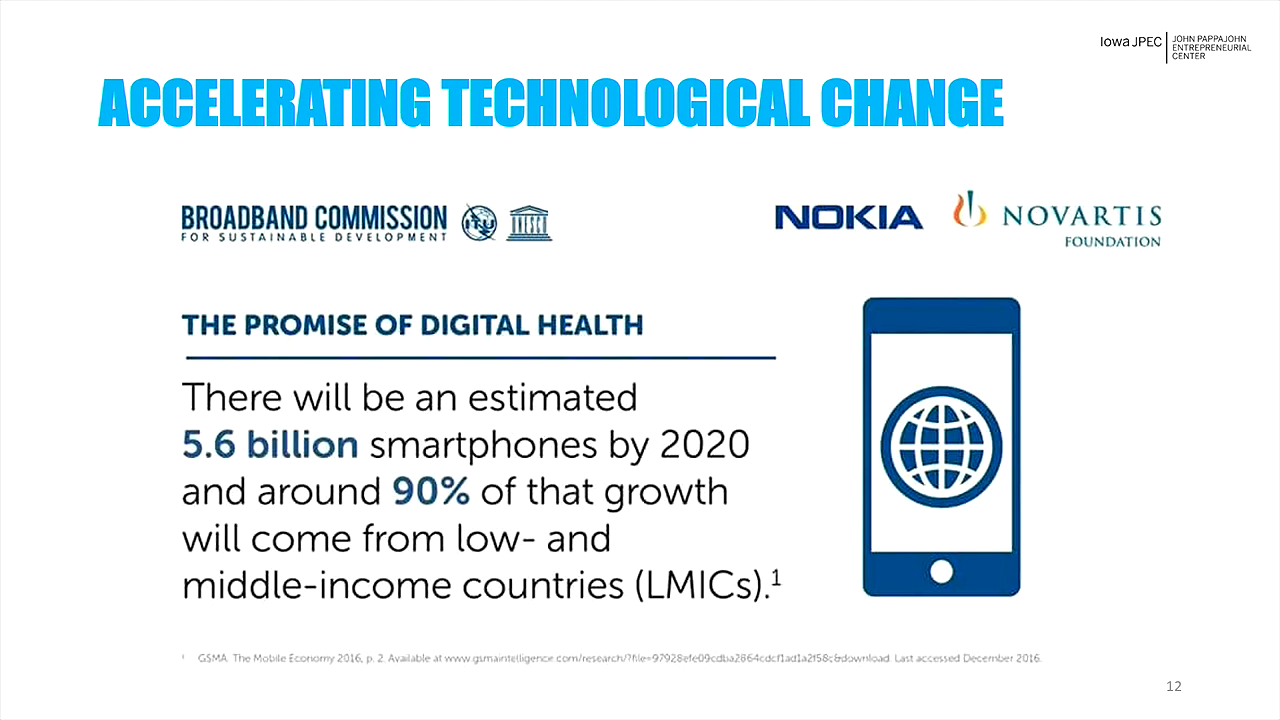 Iowa JPEC
JOHN PAPPAJOHN
ENTREPRENEURIAL
CENTER
ACCELERATING TECHNOLOGICAL CHANGE
BROADBAND COMMISSION
FOR SUSTAINABLE DEVELOPMENT
ITU
UNESCO
NOKIA
NOVARTIS
FOUNDATION
THE PROMISE OF DIGITAL HEALTH
There will be an estimated
5.6 billion smartphones by 2020
and around 90% of that growth
will come from low- and
middle-income countries (LMICs).¹
¹ GSMA. The Mobile Economy 2016, p. 2. Available at www.gsmaintelligence.com/research/?file=97928efe09cdba2864cdcf1ad1a2f58c&download. Last accessed December 2016.
12